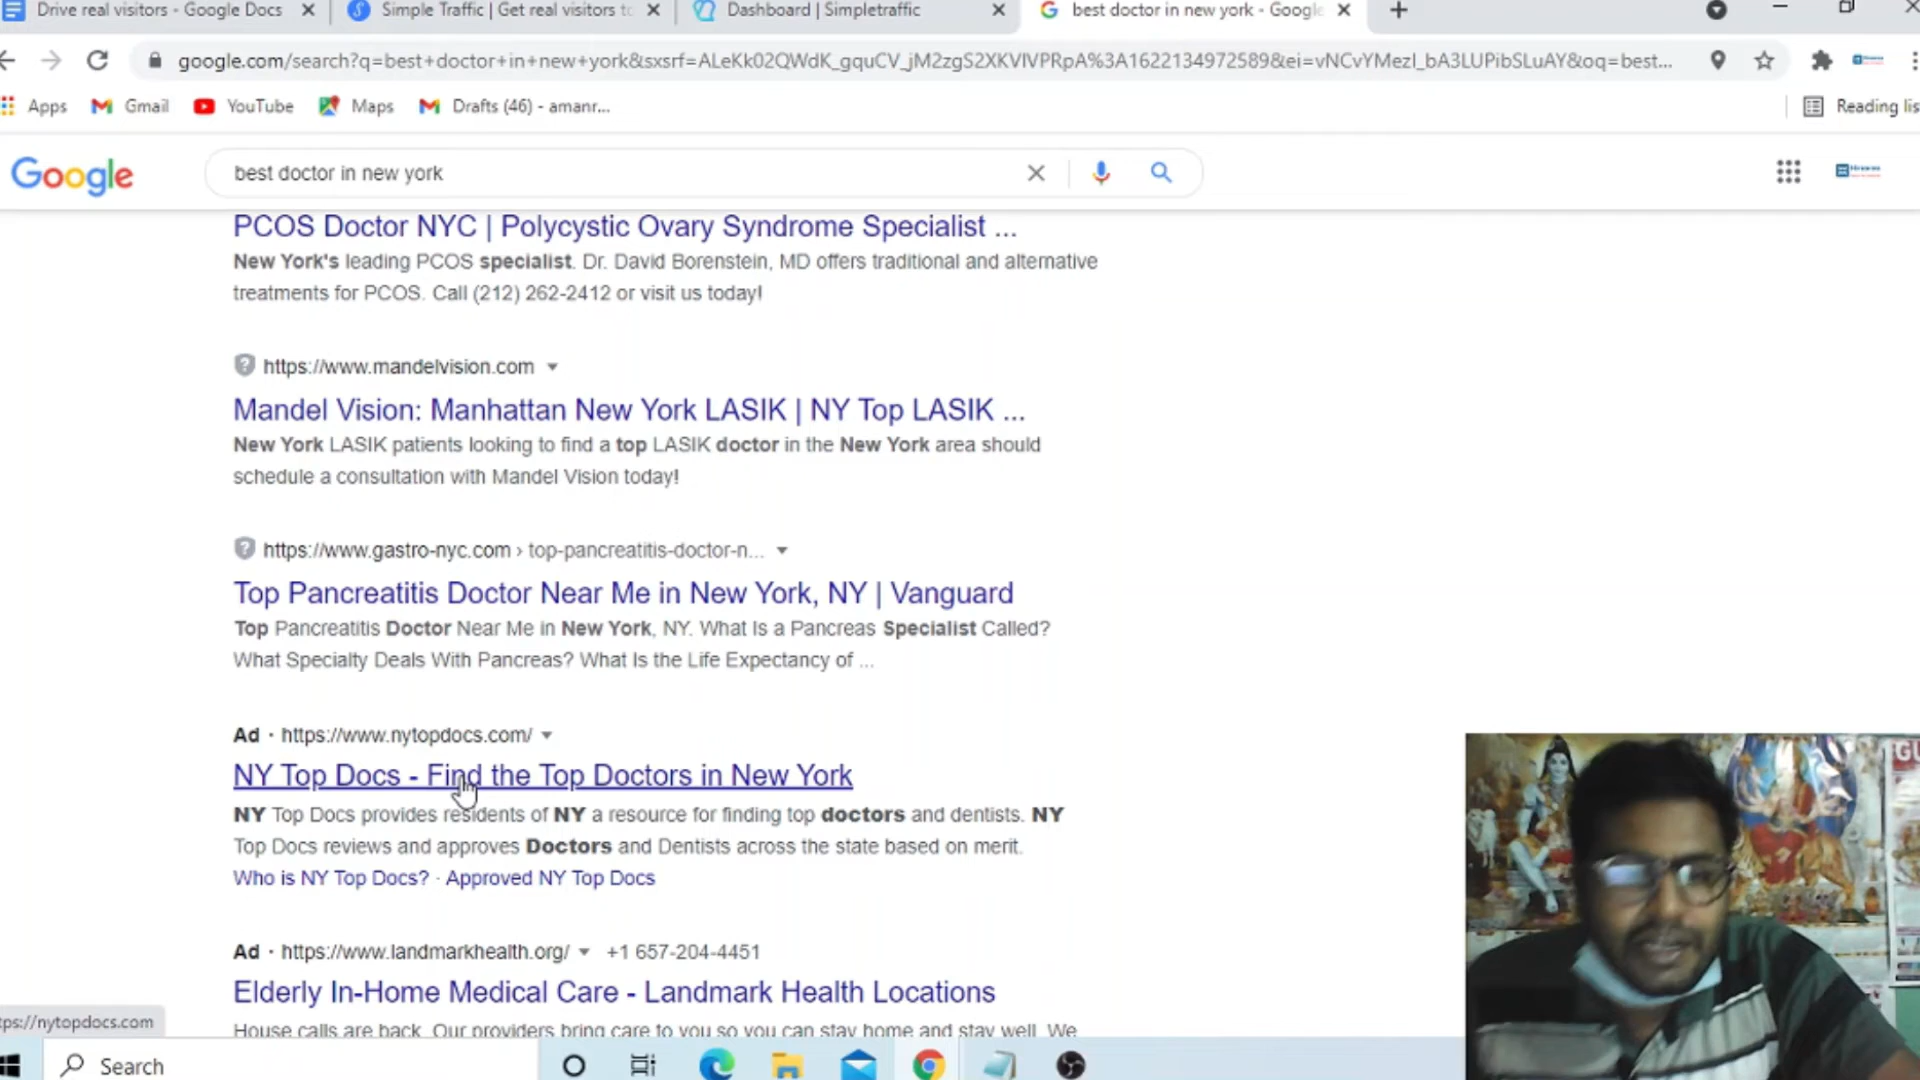 Drive real visitors - Google Docs
Simple Traffic | Get real visitors to
Dashboard | Simpletraffic
best doctor in new york - Google
google.com/search?q=best+doctor+in+new+york&sxsrf=ALeKk02QWdK_gquCV_jM2zgS2XKVIVPRpA%3A1622134972589&ei=vNCvYMezI_bA3LUPibSLuAY&oq=best...
Apps
Gmail
YouTube
Maps
Drafts (46) - amanr...
Reading lis
Google
best doctor in new york
PCOS Doctor NYC | Polycystic Ovary Syndrome Specialist ...
New York's leading PCOS specialist. Dr. David Borenstein, MD offers traditional and alternative
treatments for PCOS. Call (212) 262-2412 or visit us today!
https://www.mandelvision.com
Mandel Vision: Manhattan New York LASIK | NY Top LASIK ...
New York LASIK patients looking to find a top LASIK doctor in the New York area should
schedule a consultation with Mandel Vision today!
https://www.gastro-nyc.com › top-pancreatitis-doctor-n...
Top Pancreatitis Doctor Near Me in New York, NY | Vanguard
Top Pancreatitis Doctor Near Me in New York, NY. What Is a Pancreas Specialist Called?
What Specialty Deals With Pancreas? What Is the Life Expectancy of ...
Ad · https://www.nytopdocs.com/
NY Top Docs - Find the Top Doctors in New York
NY Top Docs provides residents of NY a resource for finding top doctors and dentists. NY
Top Docs reviews and approves Doctors and Dentists across the state based on merit.
Who is NY Top Docs? · Approved NY Top Docs
Ad · https://www.landmarkhealth.org/ +1 657-204-4451
Elderly In-Home Medical Care - Landmark Health Locations
House calls are back. Our providers bring care to you so you can stay home and stay well. We
tps://nytopdocs.com
Search